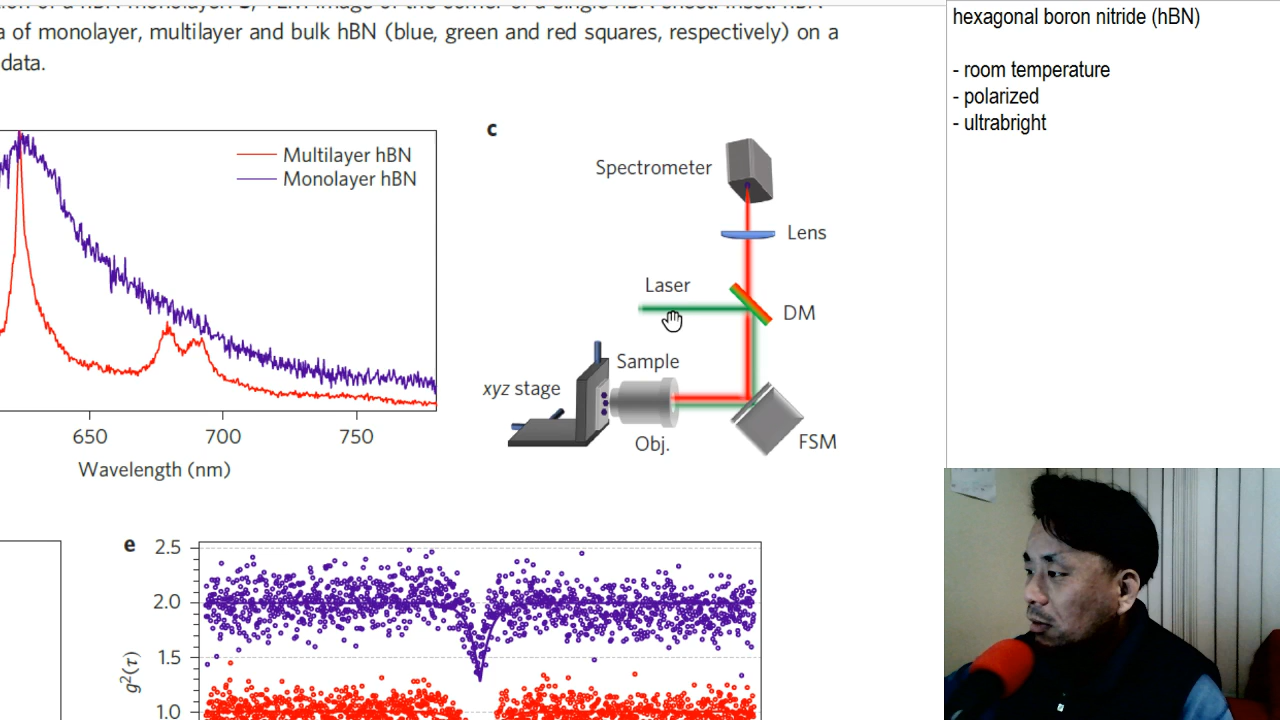 a of monolayer, multilayer and bulk hBN (blue, green and red squares, respectively) on a
data.
Multilayer hBN
Monolayer hBN
650 700 750
Wavelength (nm)
c
Spectrometer
Lens
Laser
DM
Sample
xyz stage
Obj.
FSM
e
2.5
2.0
1.5
1.0
g²(τ)
hexagonal boron nitride (hBN)
- room temperature
- polarized
- ultrabright